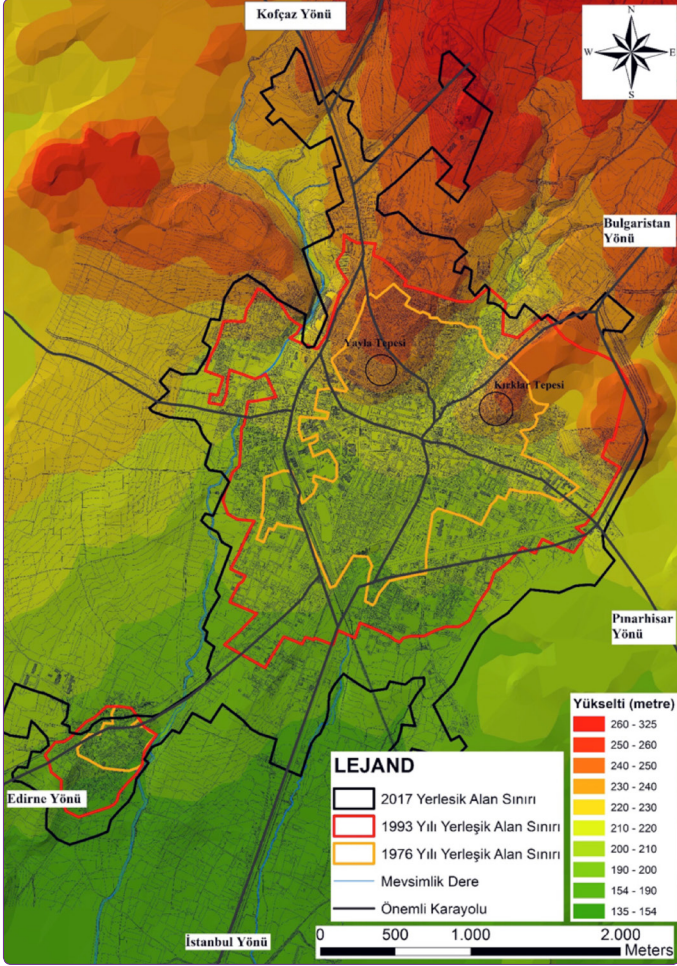 Kofçaz Yönü
N
W
E
S
Bulgaristan
Yönü
Yayla Tepesi
Kırklar Tepesi
Pınarhisar
Yönü
Edirne Yönü
İstanbul Yönü
LEJAND
2017 Yerlesik Alan Sınırı
1993 Yılı Yerleşik Alan Sınırı
1976 Yılı Yerleşik Alan Sınırı
Mevsimlik Dere
Önemli Karayolu
Yükselti (metre)
260 - 325
250 - 260
240 - 250
230 - 240
220 - 230
210 - 220
200 - 210
190 - 200
154 - 190
135 - 154
0 500 1.000 2.000
Meters